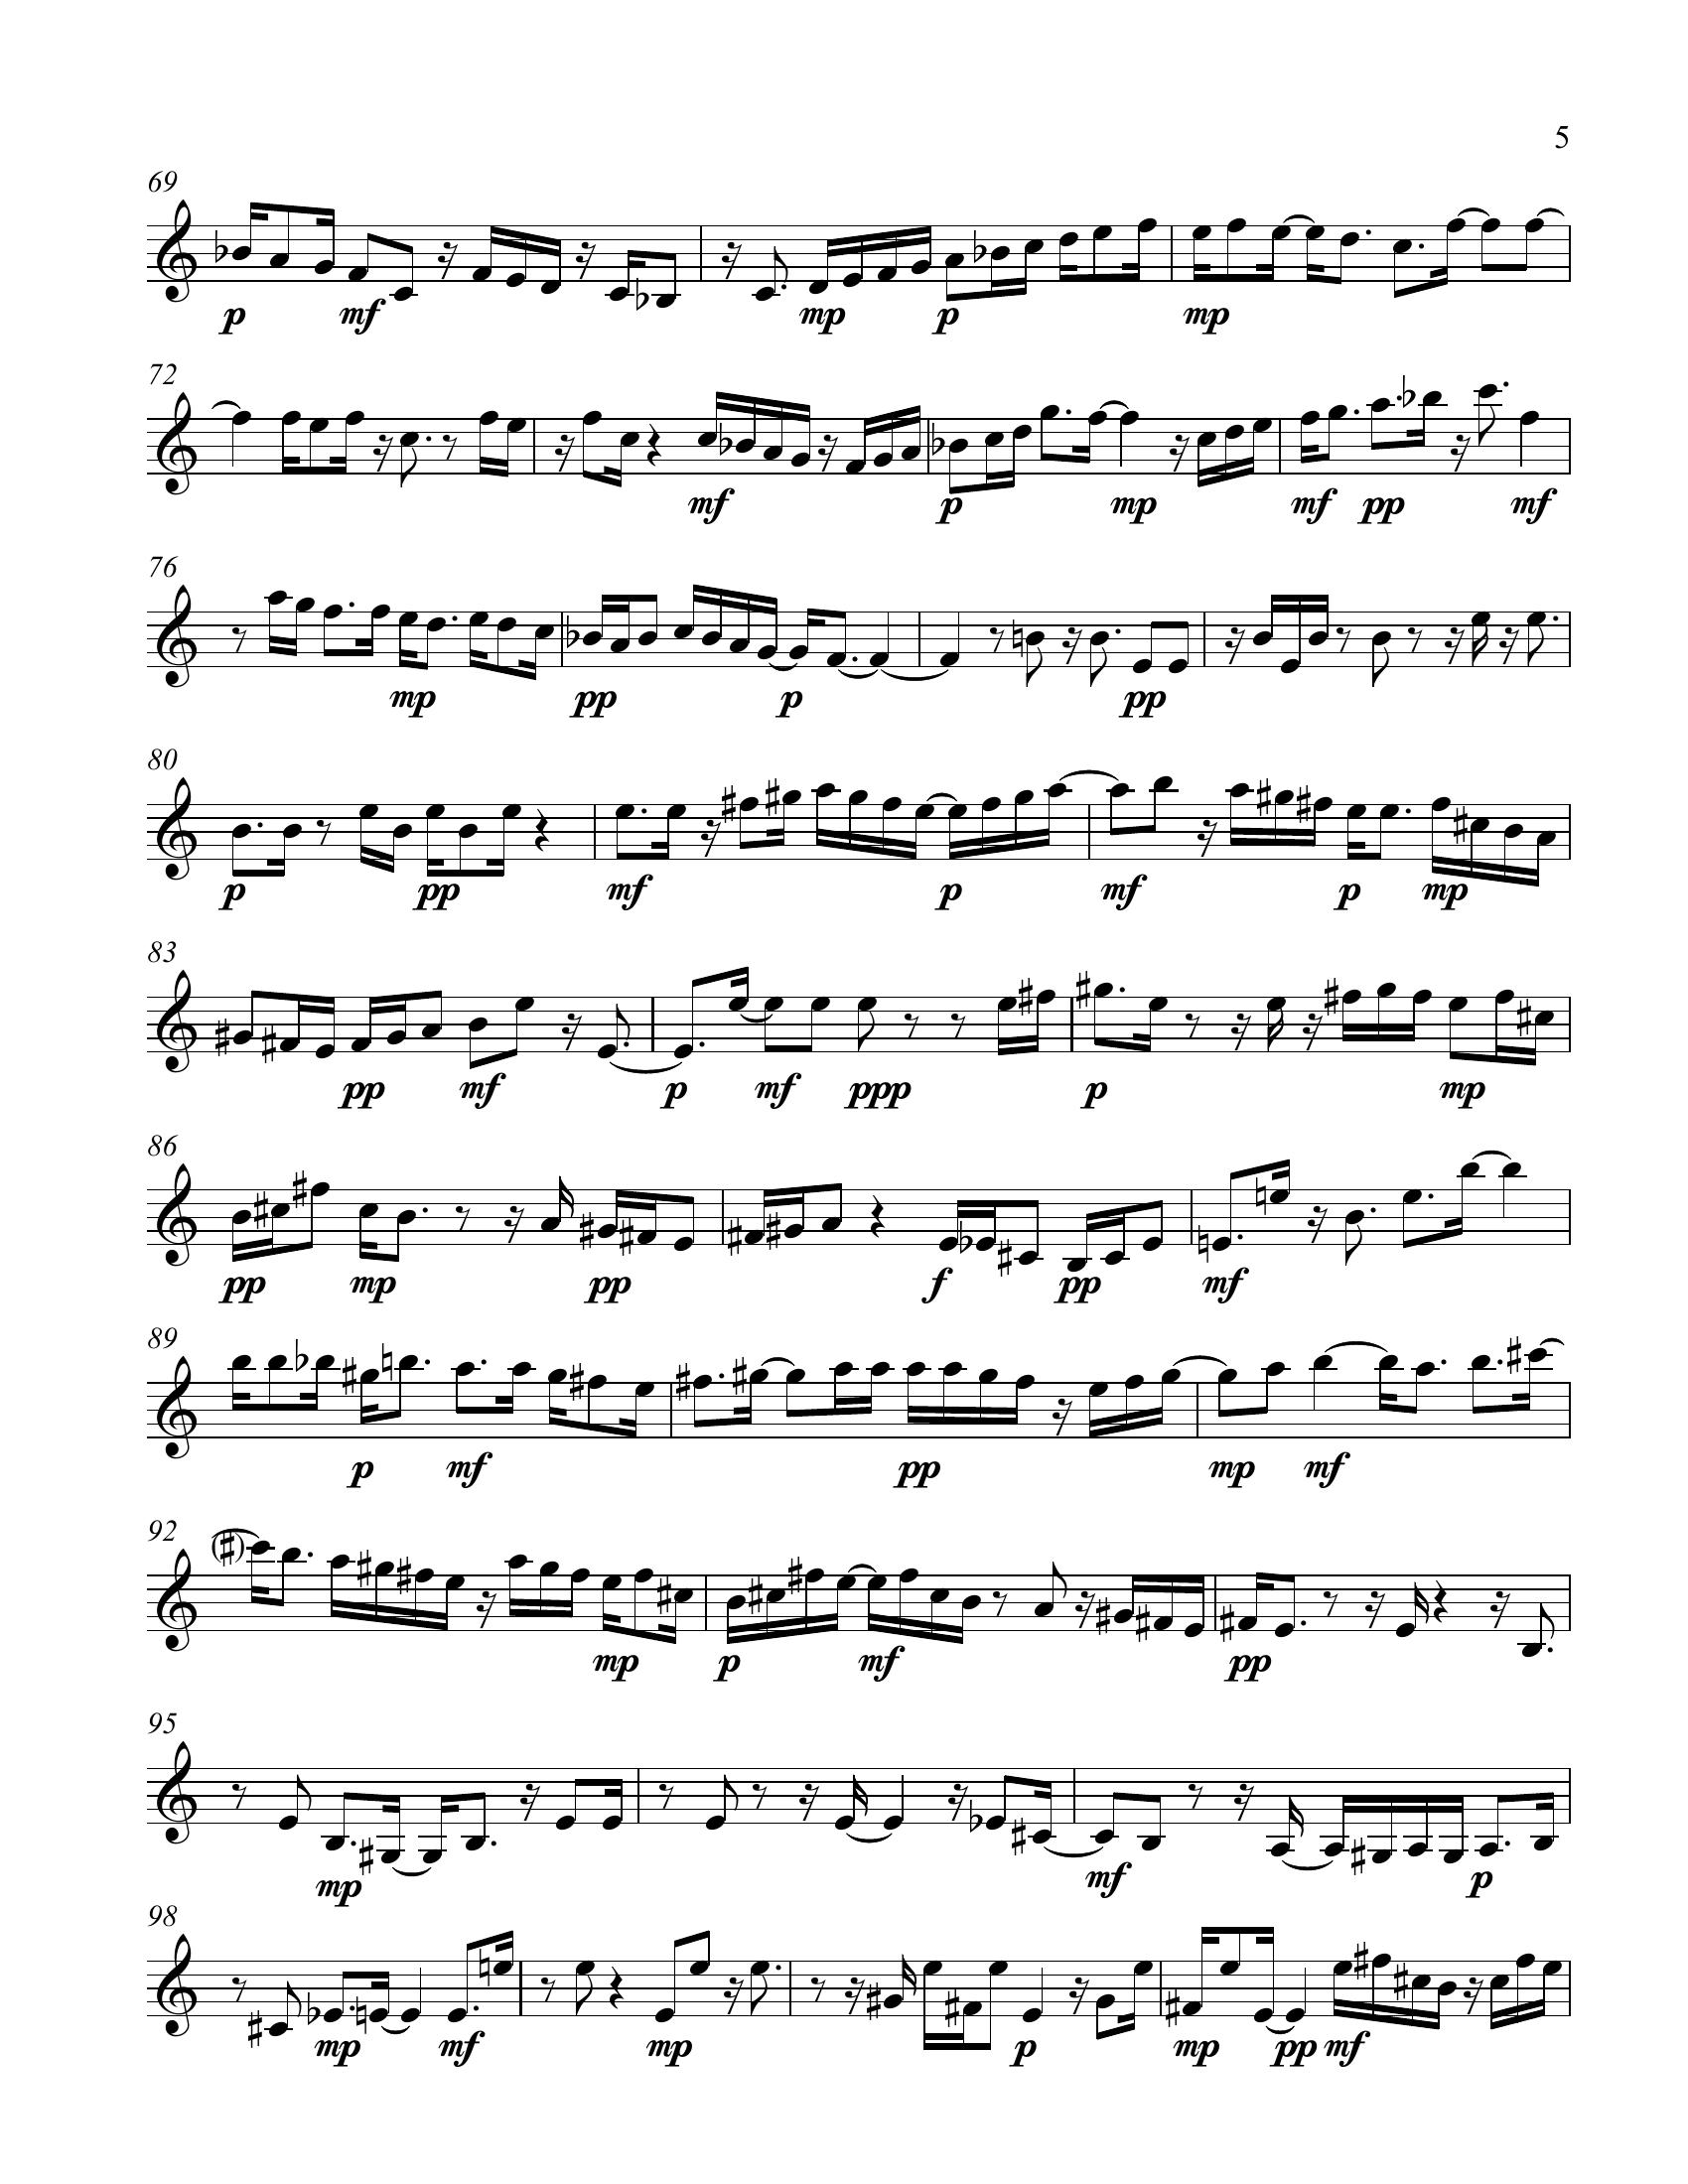 5
69
p mf mp p mp
72
mf p mp mf pp mf
76
mp pp p pp
80
p pp mf p mf p mp
83
pp mf p mf ppp p mp
86
pp mp pp f pp mf
89
p mf pp mp mf
92
mp p mf pp
95
mp mf p
98
mp mf mp p mp pp mf